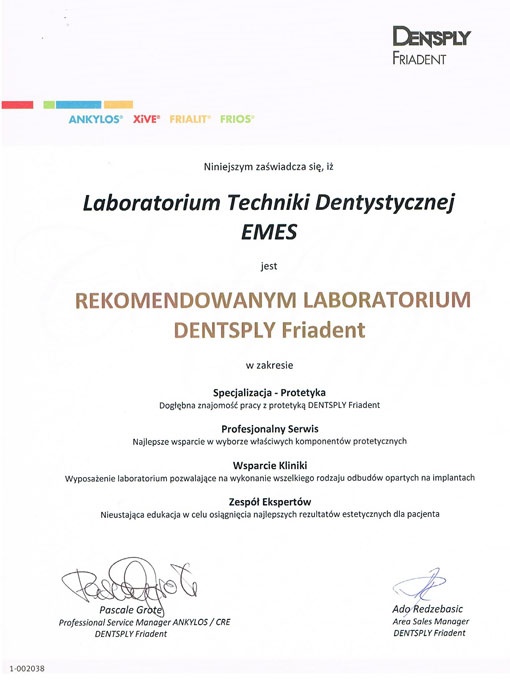 DENTSPLY
FRIADENT
ANKYLOS® XiVE® FRIALIT® FRIOS®
Niniejszym zaświadcza się, iż
Laboratorium Techniki Dentystycznej
EMES
jest
REKOMENDOWANYM LABORATORIUM
DENTSPLY Friadent
w zakresie
Specjalizacja - Protetyka
Dogłębna znajomość pracy z protetyką DENTSPLY Friadent
Profesjonalny Serwis
Najlepsze wsparcie w wyborze właściwych komponentów protetycznych
Wsparcie Kliniki
Wyposażenie laboratorium pozwalające na wykonanie wszelkiego rodzaju odbudów opartych na implantach
Zespół Ekspertów
Nieustająca edukacja w celu osiągnięcia najlepszych rezultatów estetycznych dla pacjenta
Pascale Grote
Professional Service Manager ANKYLOS / CRE
DENTSPLY Friadent
Ado Redzebasic
Area Sales Manager
DENTSPLY Friadent
1-002038